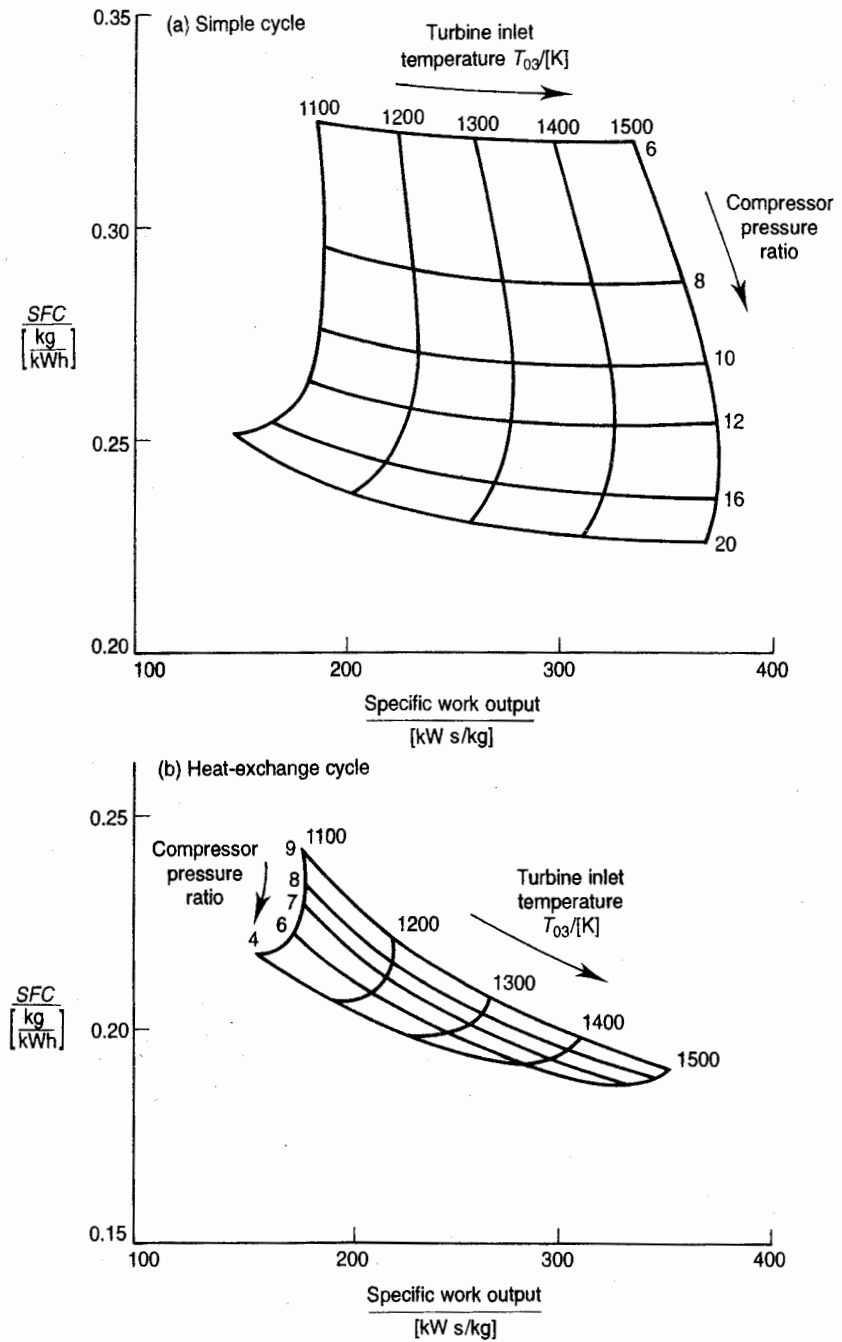 (a) Simple cycle
Turbine inlet
temperature T03/[K]
0.35
0.30
0.25
0.20
SFC
[kg
kWh]
1100
1200
1300
1400
1500
6
8
10
12
16
20
Compressor
pressure
ratio
100
200
300
400
Specific work output
[kW s/kg]
(b) Heat-exchange cycle
0.25
0.20
0.15
SFC
[kg
kWh]
Compressor
pressure
ratio
9
8
7
6
4
1100
1200
1300
1400
1500
Turbine inlet
temperature
T03/[K]
100
200
300
400
Specific work output
[kW s/kg]